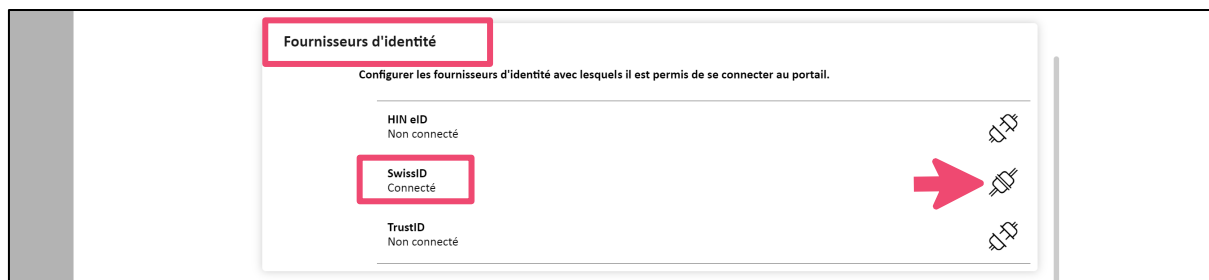 Fournisseurs d'identité
Configurer les fournisseurs d'identité avec lesquels il est permis de se connecter au portail.
HIN eID
Non connecté
SwissID
Connecté
TrustID
Non connecté